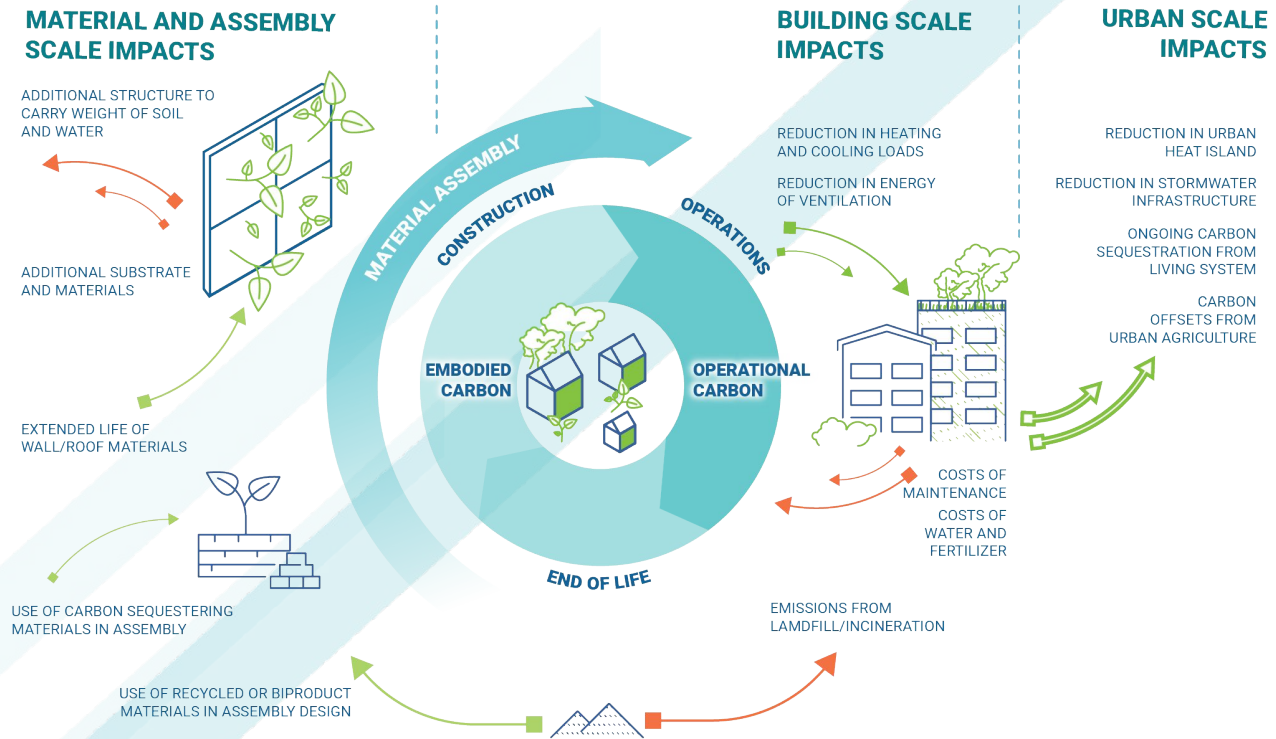 MATERIAL AND ASSEMBLY
SCALE IMPACTS
ADDITIONAL STRUCTURE TO
CARRY WEIGHT OF SOIL
AND WATER
ADDITIONAL SUBSTRATE
AND MATERIALS
EXTENDED LIFE OF
WALL/ROOF MATERIALS
USE OF CARBON SEQUESTERING
MATERIALS IN ASSEMBLY
USE OF RECYCLED OR BIPRODUCT
MATERIALS IN ASSEMBLY DESIGN
MATERIAL ASSEMBLY
CONSTRUCTION
OPERATIONS
EMBODIED
CARBON
OPERATIONAL
CARBON
END OF LIFE
BUILDING SCALE
IMPACTS
REDUCTION IN HEATING
AND COOLING LOADS
REDUCTION IN ENERGY
OF VENTILATION
COSTS OF
MAINTENANCE
COSTS OF
WATER AND
FERTILIZER
EMISSIONS FROM
LAMDFILL/INCINERATION
URBAN SCALE
IMPACTS
REDUCTION IN URBAN
HEAT ISLAND
REDUCTION IN STORMWATER
INFRASTRUCTURE
ONGOING CARBON
SEQUESTRATION FROM
LIVING SYSTEM
CARBON
OFFSETS FROM
URBAN AGRICULTURE